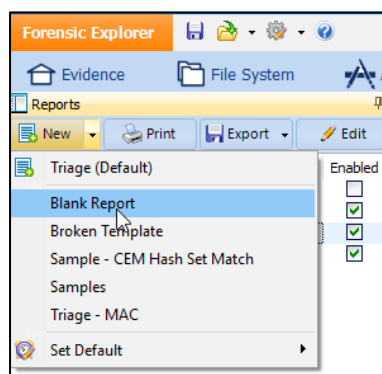 Forensic Explorer
Evidence File System
Reports
New Print Export Edit
Triage (Default) Enabled
Blank Report
Broken Template
Sample - CEM Hash Set Match
Samples
Triage - MAC
Set Default